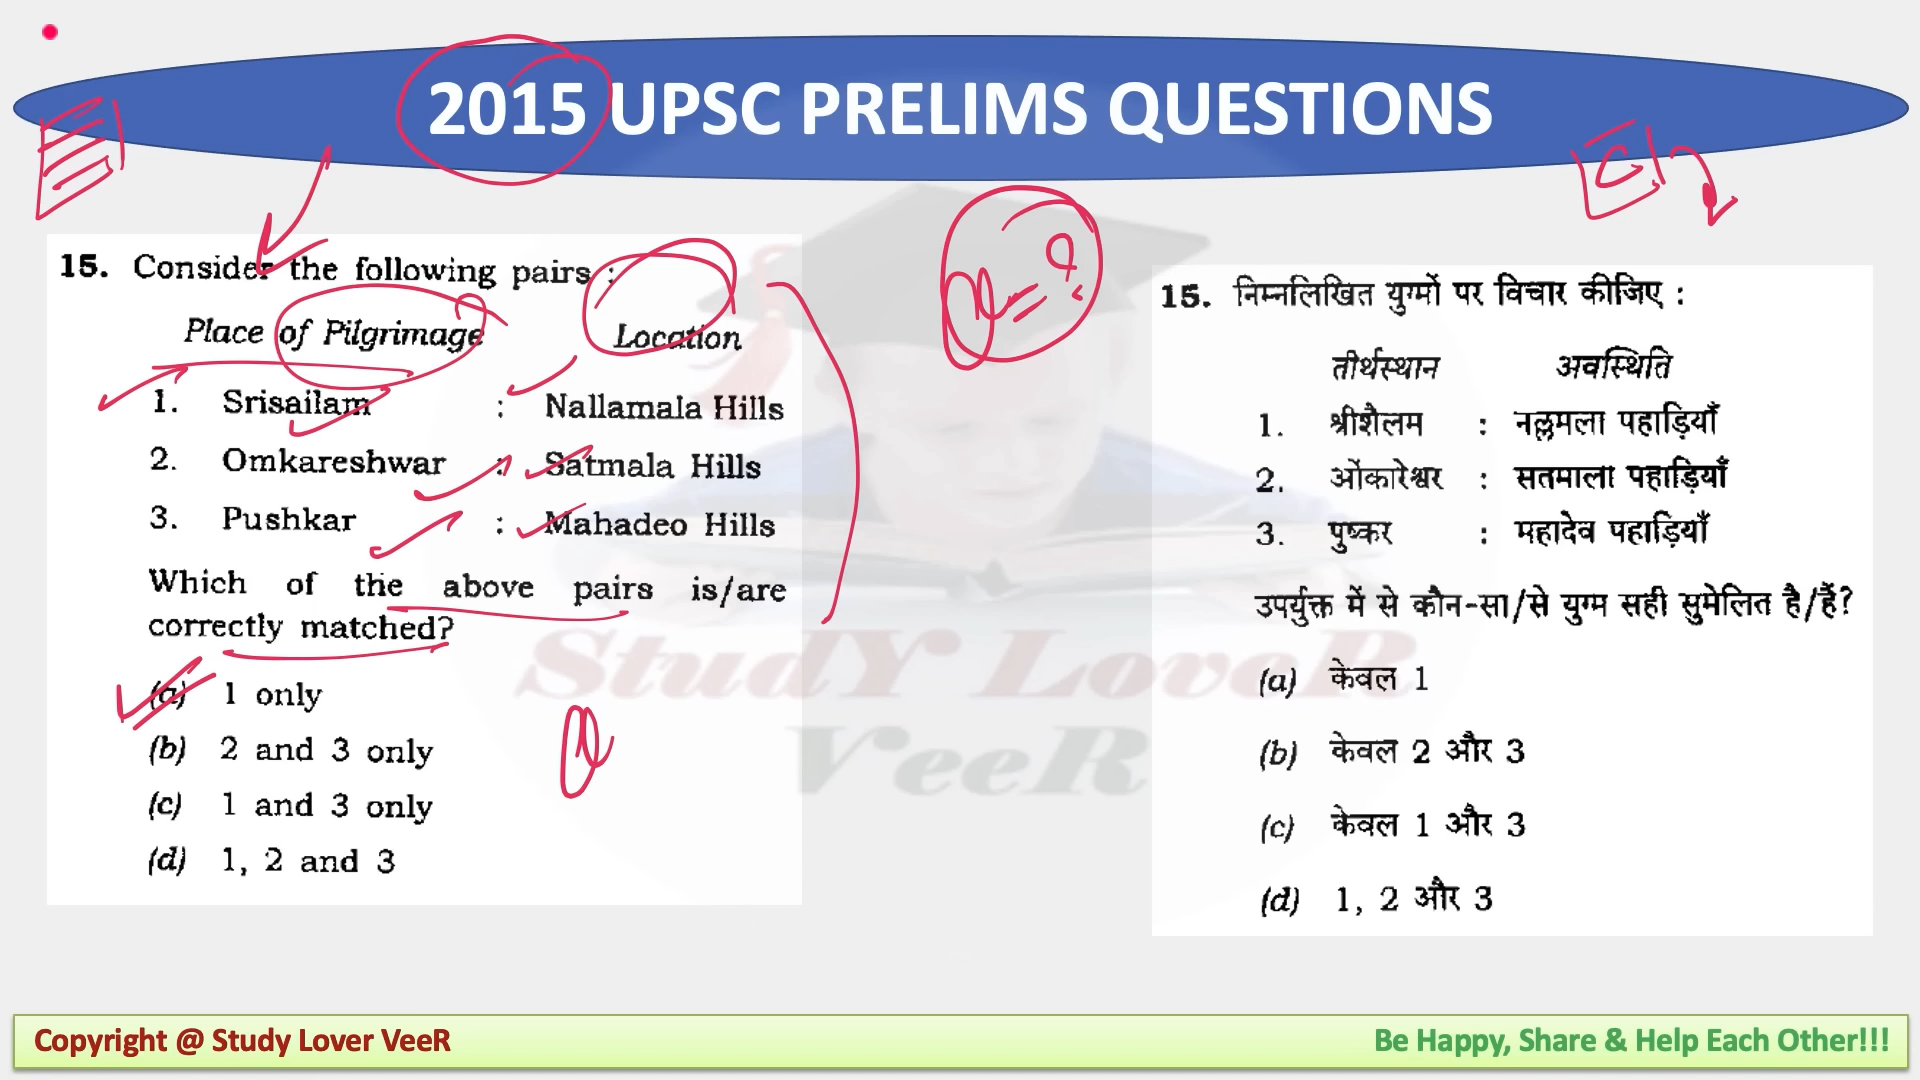 2015 UPSC PRELIMS QUESTIONS
15. Consider the following pairs :
Place of Pilgrimage Location
1. Srisailam : Nallamala Hills
2. Omkareshwar : Satmala Hills
3. Pushkar : Mahadeo Hills
Which of the above pairs is/are
correctly matched?
(a) 1 only
(b) 2 and 3 only
(c) 1 and 3 only
(d) 1, 2 and 3
15. निम्नलिखित युग्मों पर विचार कीजिए :
तीर्थस्थान अवस्थिति
1. श्रीशैलम : नल्लमला पहाड़ियाँ
2. ओंकारेश्वर : सतमाला पहाड़ियाँ
3. पुष्कर : महादेव पहाड़ियाँ
उपर्युक्त में से कौन-सा/से युग्म सही सुमेलित है/हैं?
(a) केवल 1
(b) केवल 2 और 3
(c) केवल 1 और 3
(d) 1, 2 और 3
StudY LoveR
VeeR
Copyright @ Study Lover VeeR
Be Happy, Share & Help Each Other!!!